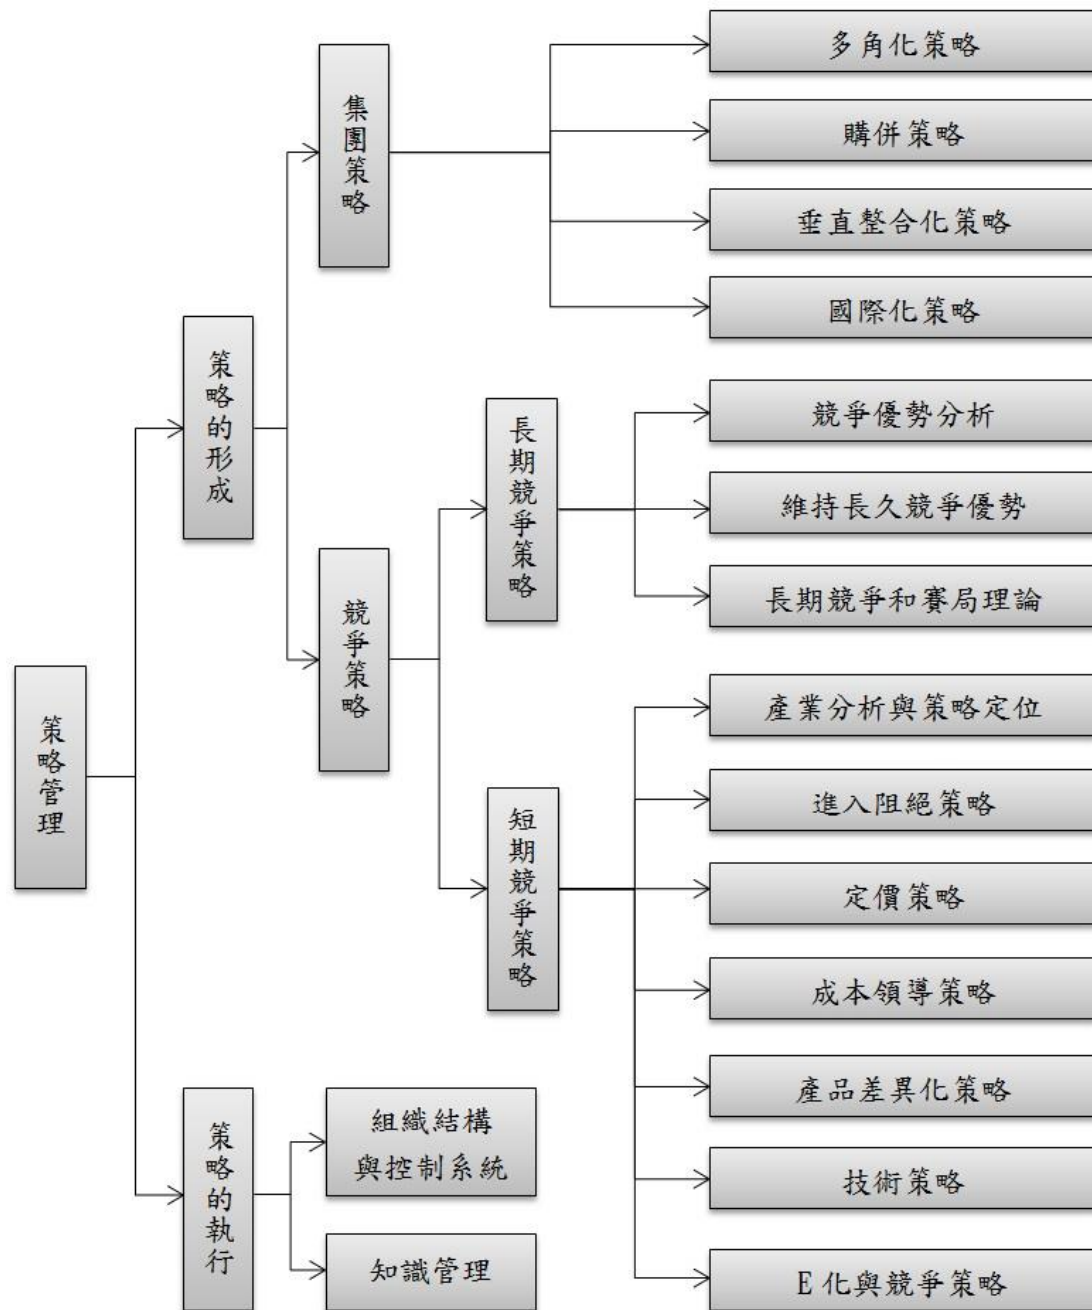 策略管理
策略的形成
集團策略
多角化策略
購併策略
垂直整合化策略
國際化策略
競爭策略
長期競爭策略
競爭優勢分析
維持長久競爭優勢
長期競爭和賽局理論
短期競爭策略
產業分析與策略定位
進入阻絕策略
定價策略
成本領導策略
產品差異化策略
技術策略
E化與競爭策略
策略的執行
組織結構
與控制系統
知識管理